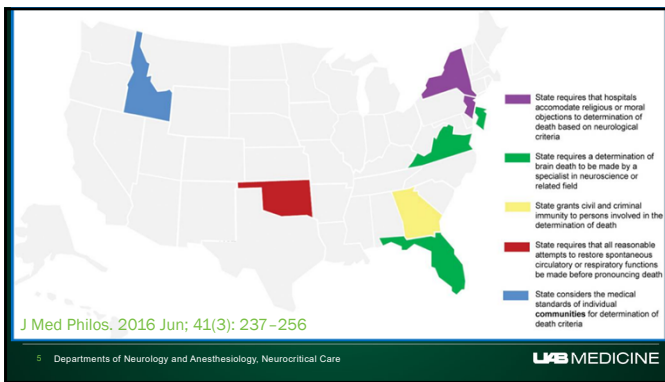 State requires that hospitals
accomodate religious or moral
objections to determination of
death based on neurological
criteria
State requires a determination of
brain death to be made by a
specialist in neuroscience or
related field
State grants civil and criminal
immunity to persons involved in the
determination of death
State requires that all reasonable
attempts to restore spontaneous
circulatory or respiratory functions
be made before pronouncing death
State considers the medical
standards of individual
communities for determination of
death criteria
J Med Philos. 2016 Jun; 41(3): 237–256
5 Departments of Neurology and Anesthesiology, Neurocritical Care
UAB MEDICINE